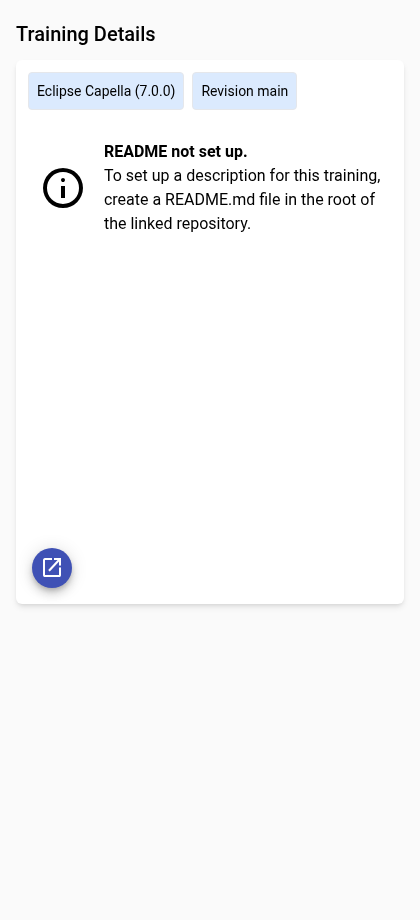 Training Details
Eclipse Capella (7.0.0)
Revision main
README not set up.
To set up a description for this training,
create a README.md file in the root of
the linked repository.